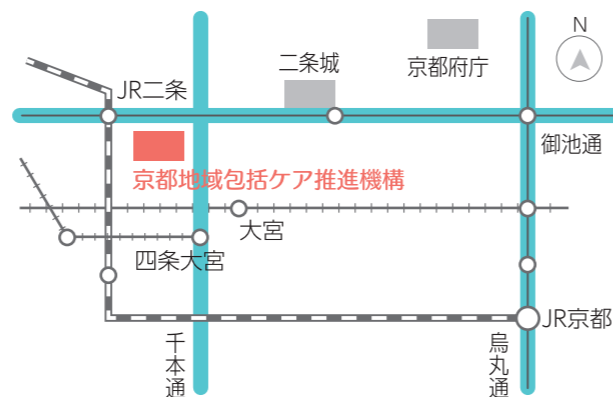 N
京都府庁
二条城
JR二条
御池通
京都地域包括ケア推進機構
大宮
四条大宮
JR京都
千本通
烏丸通